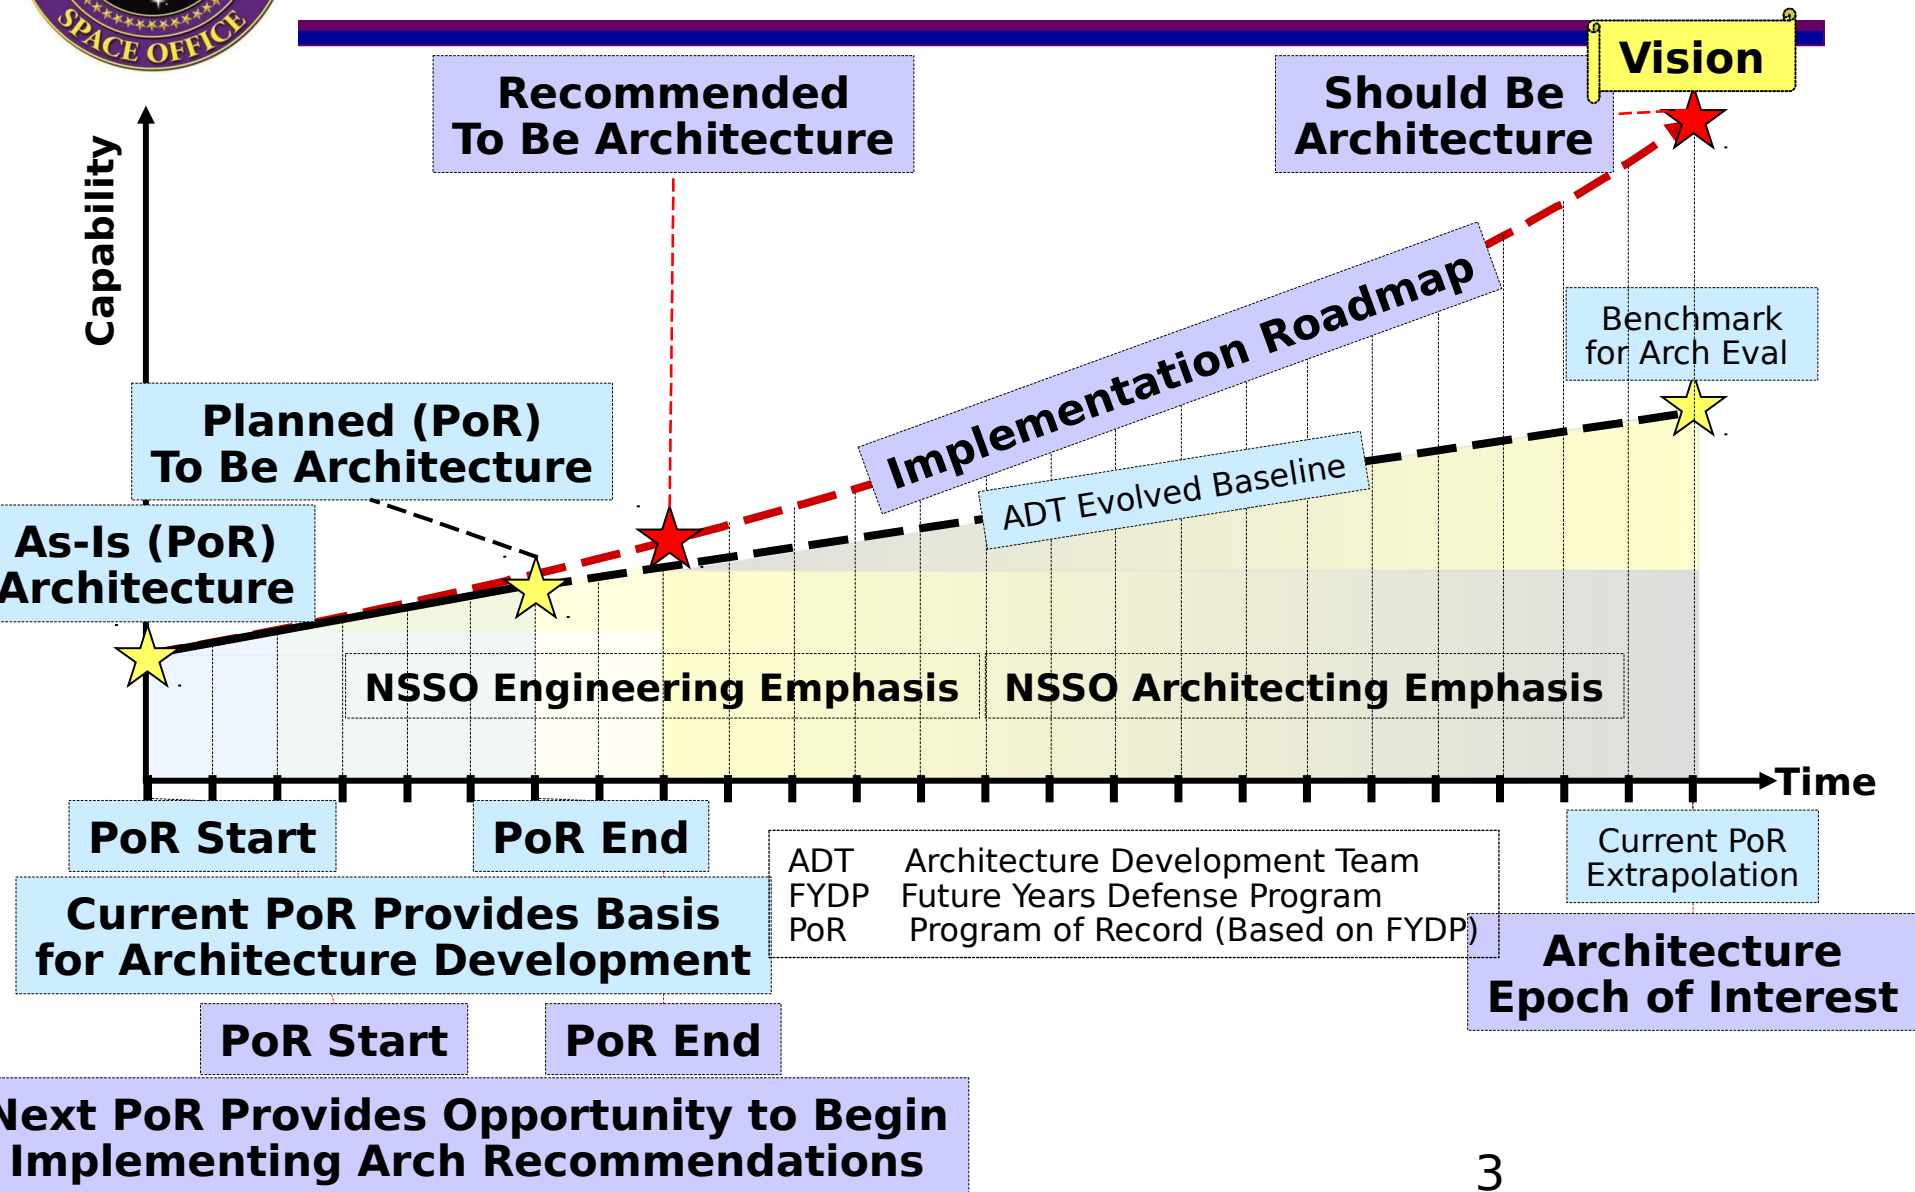 SPACE OFFICE
Vision
Recommended
To Be Architecture
Should Be
Architecture
Capability
Implementation Roadmap
Benchmark
for Arch Eval
Planned (PoR)
To Be Architecture
ADT Evolved Baseline
As-Is (PoR)
Architecture
NSSO Engineering Emphasis
NSSO Architecting Emphasis
Time
PoR Start
PoR End
ADT Architecture Development Team
FYDP Future Years Defense Program
PoR Program of Record (Based on FYDP)
Current PoR
Extrapolation
Current PoR Provides Basis
for Architecture Development
Architecture
Epoch of Interest
PoR Start
PoR End
Next PoR Provides Opportunity to Begin
Implementing Arch Recommendations
3